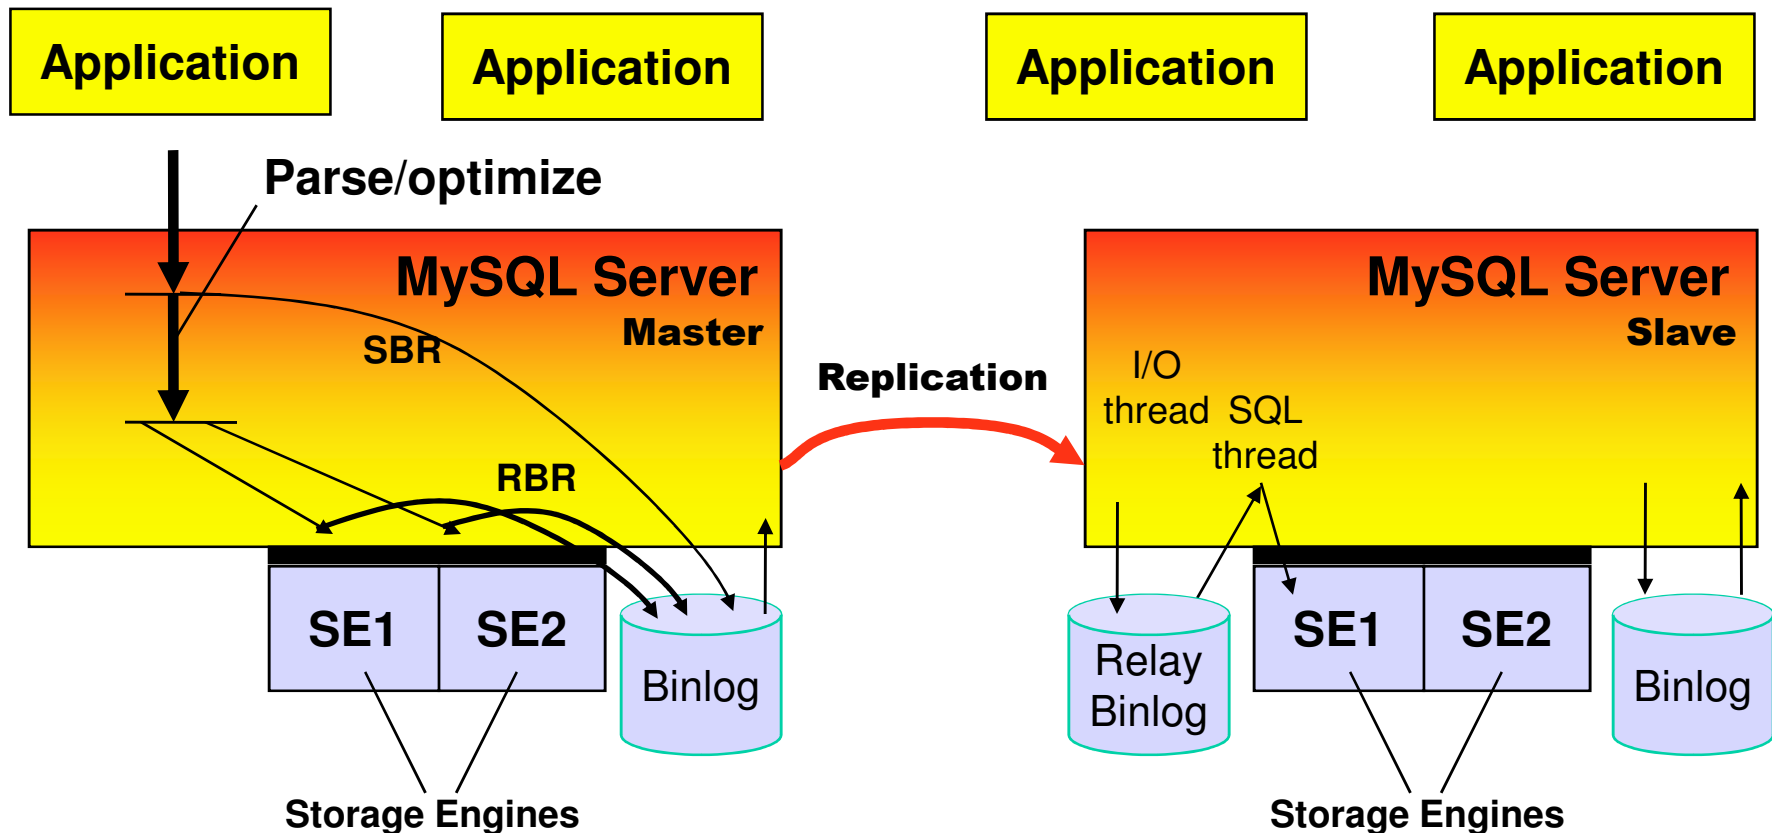 Application
Application
Application
Application
Parse/optimize
MySQL Server
Master
SBR
RBR
SE1
SE2
Binlog
Storage Engines
Replication
MySQL Server
Slave
I/O
thread
SQL
thread
Relay
Binlog
SE1
SE2
Binlog
Storage Engines